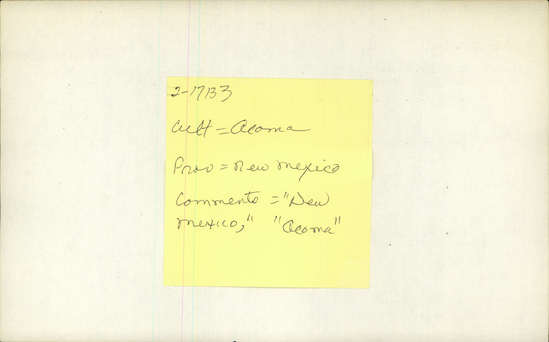 2-17133
Cult = Acoma
Prov = New Mexico
Comments = "New
Mexico," "Acoma"